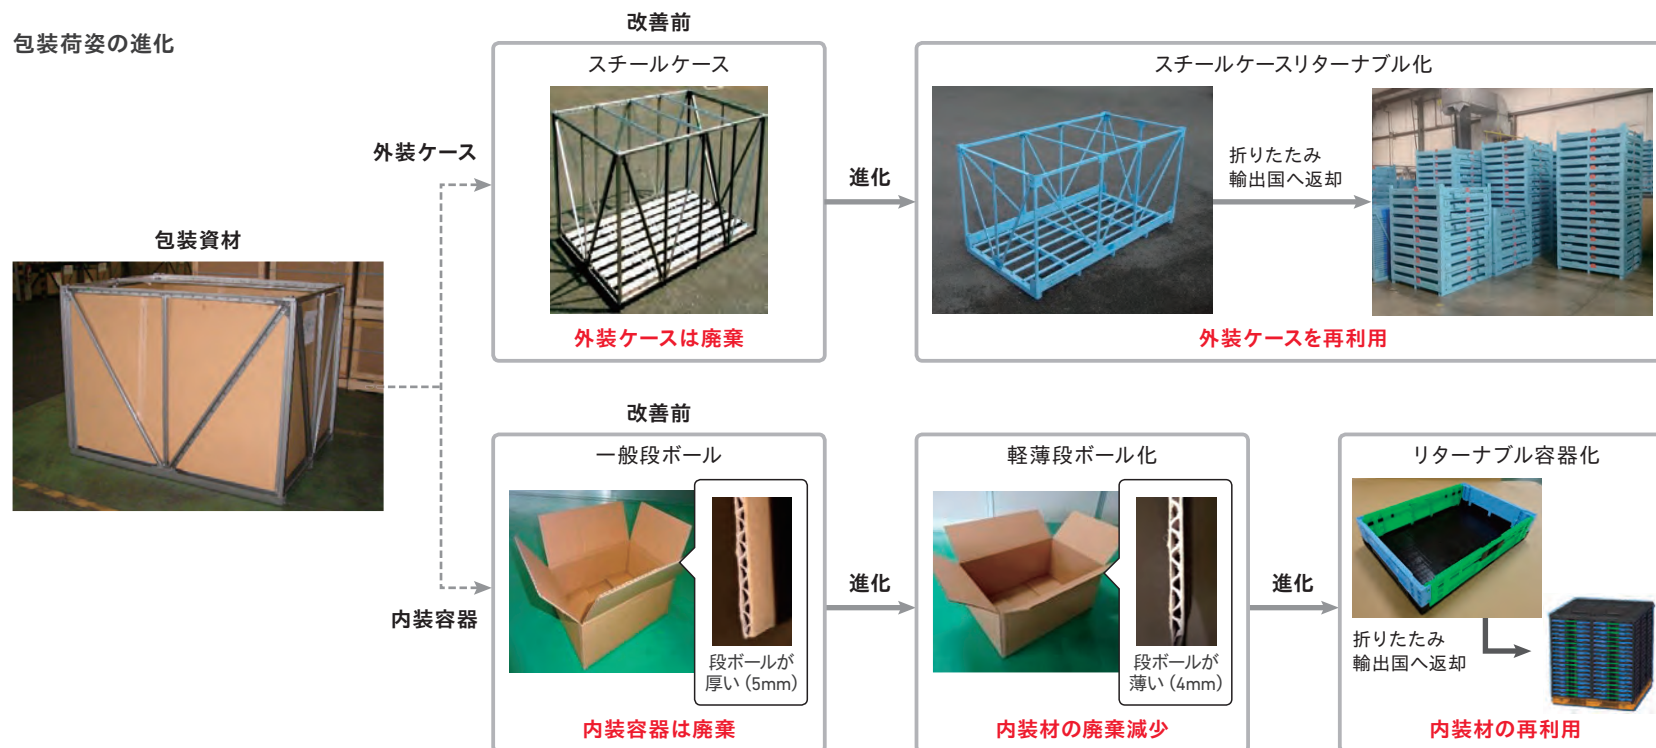 包装荷姿の進化
包装資材
外装ケース
改善前
スチールケース
外装ケースは廃棄
進化
スチールケースリターナブル化
折りたたみ
輸出国へ返却
外装ケースを再利用
内装容器
改善前
一般段ボール
段ボールが
厚い（5mm）
内装容器は廃棄
進化
軽薄段ボール化
段ボールが
薄い（4mm）
内装材の廃棄減少
進化
リターナブル容器化
折りたたみ
輸出国へ返却
内装材の再利用